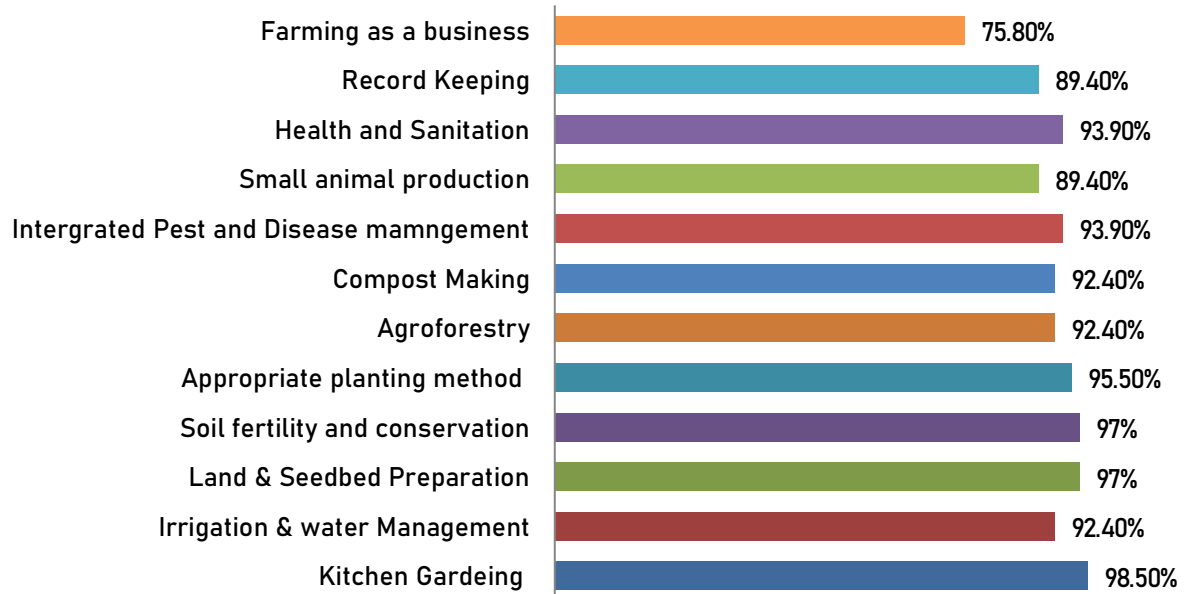 Farming as a business 75.80%
Record Keeping 89.40%
Health and Sanitation 93.90%
Small animal production 89.40%
Intergrated Pest and Disease mamngement 93.90%
Compost Making 92.40%
Agroforestry 92.40%
Appropriate planting method 95.50%
Soil fertility and conservation 97%
Land & Seedbed Preparation 97%
Irrigation & water Management 92.40%
Kitchen Gardeing 98.50%